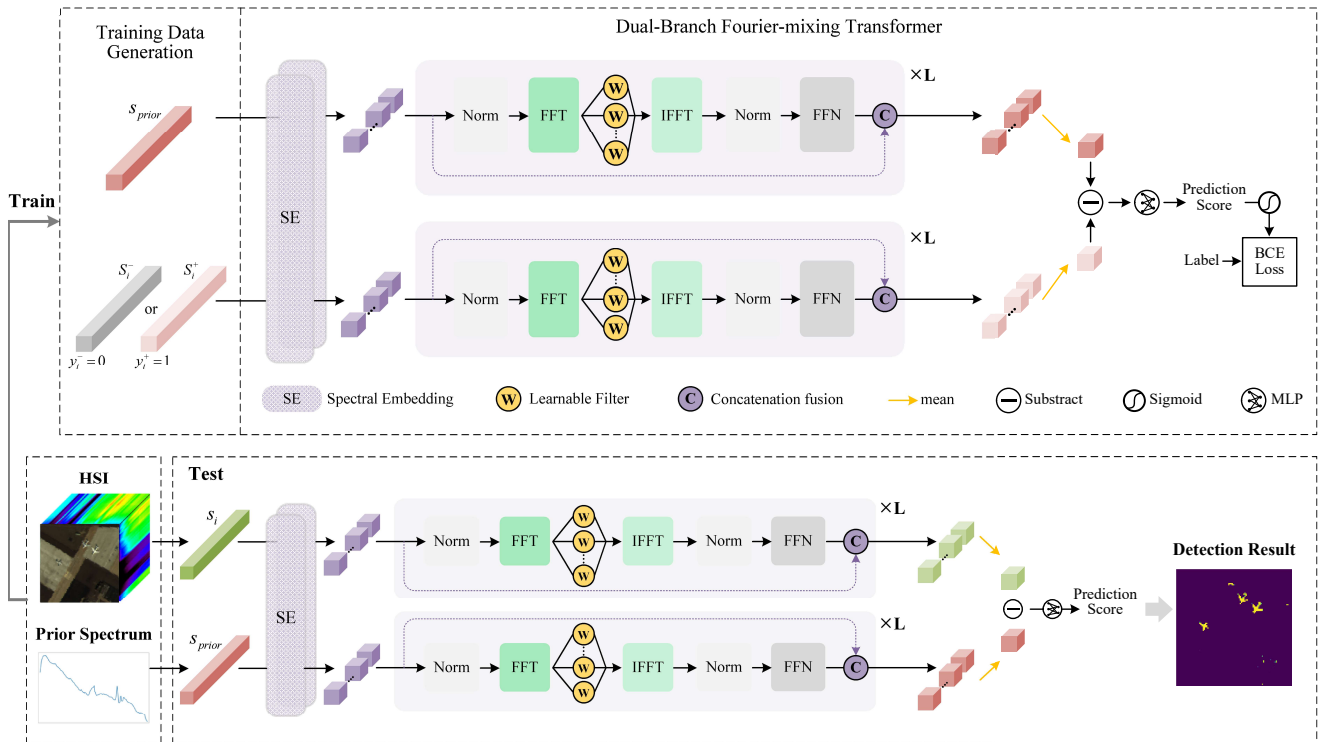 Training Data
Generation
Dual-Branch Fourier-mixing Transformer
s_prior
SE
Norm
FFT
W
W
W
IFFT
Norm
FFN
C
×L
Train
S_i^-
or
S_i^+
y_i^-=0
y_i^+=1
Norm
FFT
W
W
W
IFFT
Norm
FFN
C
×L
Prediction
Score
Label
BCE
Loss
SE Spectral Embedding
W Learnable Filter
C Concatenation fusion
mean
Substract
Sigmoid
MLP
HSI
Prior Spectrum
Test
s_i
s_prior
SE
Norm
FFT
W
W
W
IFFT
Norm
FFN
C
×L
Norm
FFT
W
W
W
IFFT
Norm
FFN
C
×L
Prediction
Score
Detection Result